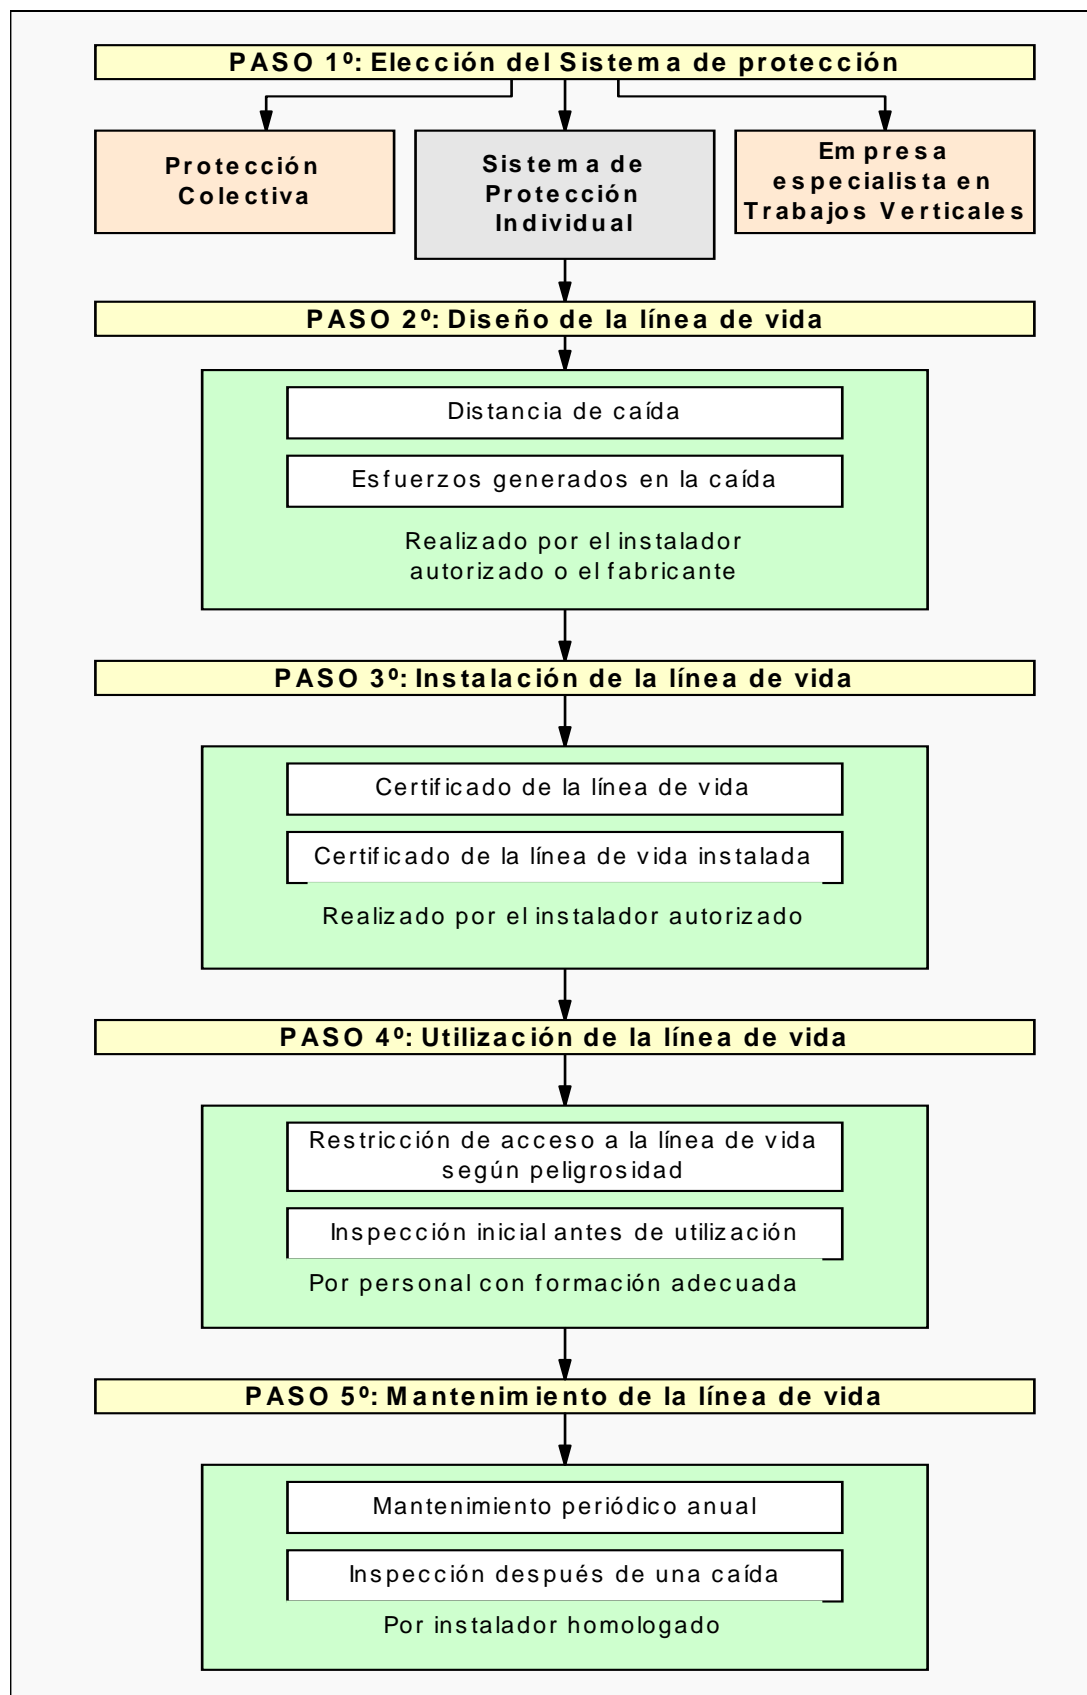 PASO 1º: Elección del Sistema de protección
Protección
Colectiva
Sistema de
Protección
Individual
Empresa
especialista en
Trabajos Verticales
PASO 2º: Diseño de la línea de vida
Distancia de caída
Esfuerzos generados en la caída
Realizado por el instalador
autorizado o el fabricante
PASO 3º: Instalación de la línea de vida
Certificado de la línea de vida
Certificado de la línea de vida instalada
Realizado por el instalador autorizado
PASO 4º: Utilización de la línea de vida
Restricción de acceso a la línea de vida
según peligrosidad
Inspección inicial antes de utilización
Por personal con formación adecuada
PASO 5º: Mantenimiento de la línea de vida
Mantenimiento periódico anual
Inspección después de una caída
Por instalador homologado